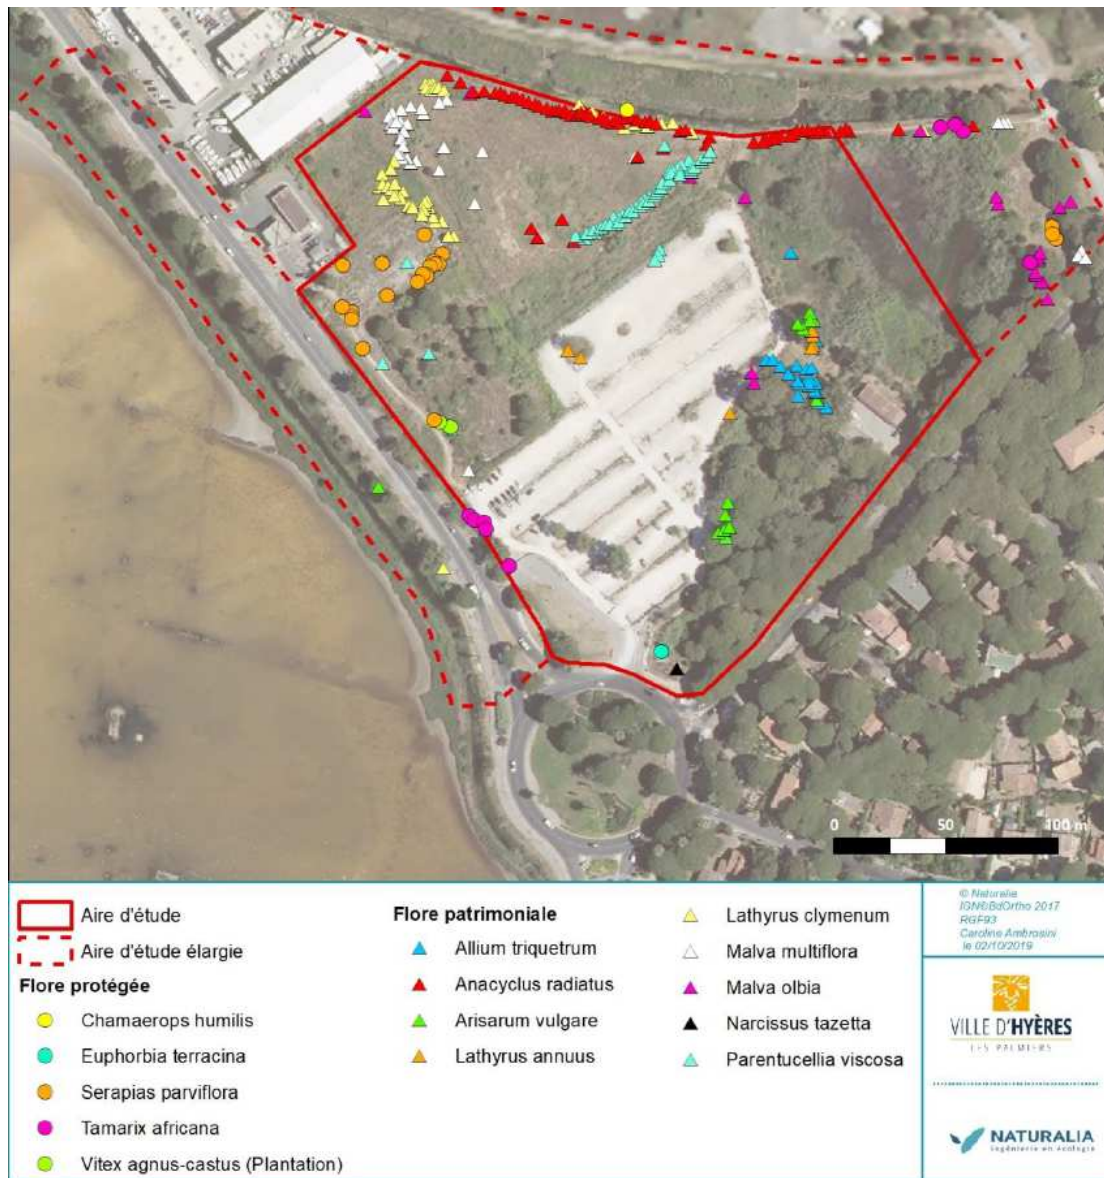 0 50 100 m
Aire d'étude
Aire d'étude élargie
Flore protégée
Chamaerops humilis
Euphorbia terracina
Serapias parviflora
Tamarix africana
Vitex agnus-castus (Plantation)
Flore patrimoniale
Allium triquetrum
Anacyclus radiatus
Arisarum vulgare
Lathyrus annuus
Lathyrus clymenum
Malva multiflora
Malva olbia
Narcissus tazetta
Parentucellia viscosa
© Naturalia
IGN©BdOrtho 2017
RGF93
Caroline Ambrosini
le 02/10/2019
VILLE D'HYÈRES
LES PALMIERS
NATURALIA
Ingénierie en écologie